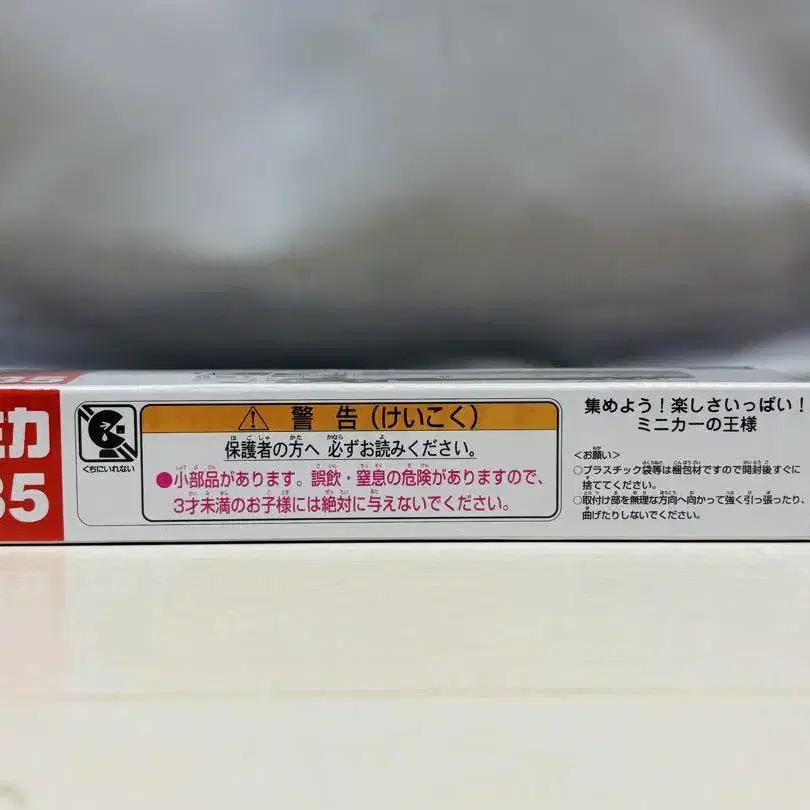 ミカ
35
くちにいれない
警告(けいこく)
保護者の方へ 必ずお読みください。
●小部品があります。誤飲・窒息の危険がありますので、
3才未満のお子様には絶対に与えないでください。
集めよう!楽しさいっぱい!
ミニカーの王様
<お願い>
○プラスチック袋等は梱包材ですので開封後すぐに
捨ててください。
○取付け部を無理な方向へ向かって強く引っ張ったり、
曲げたりしないでください。